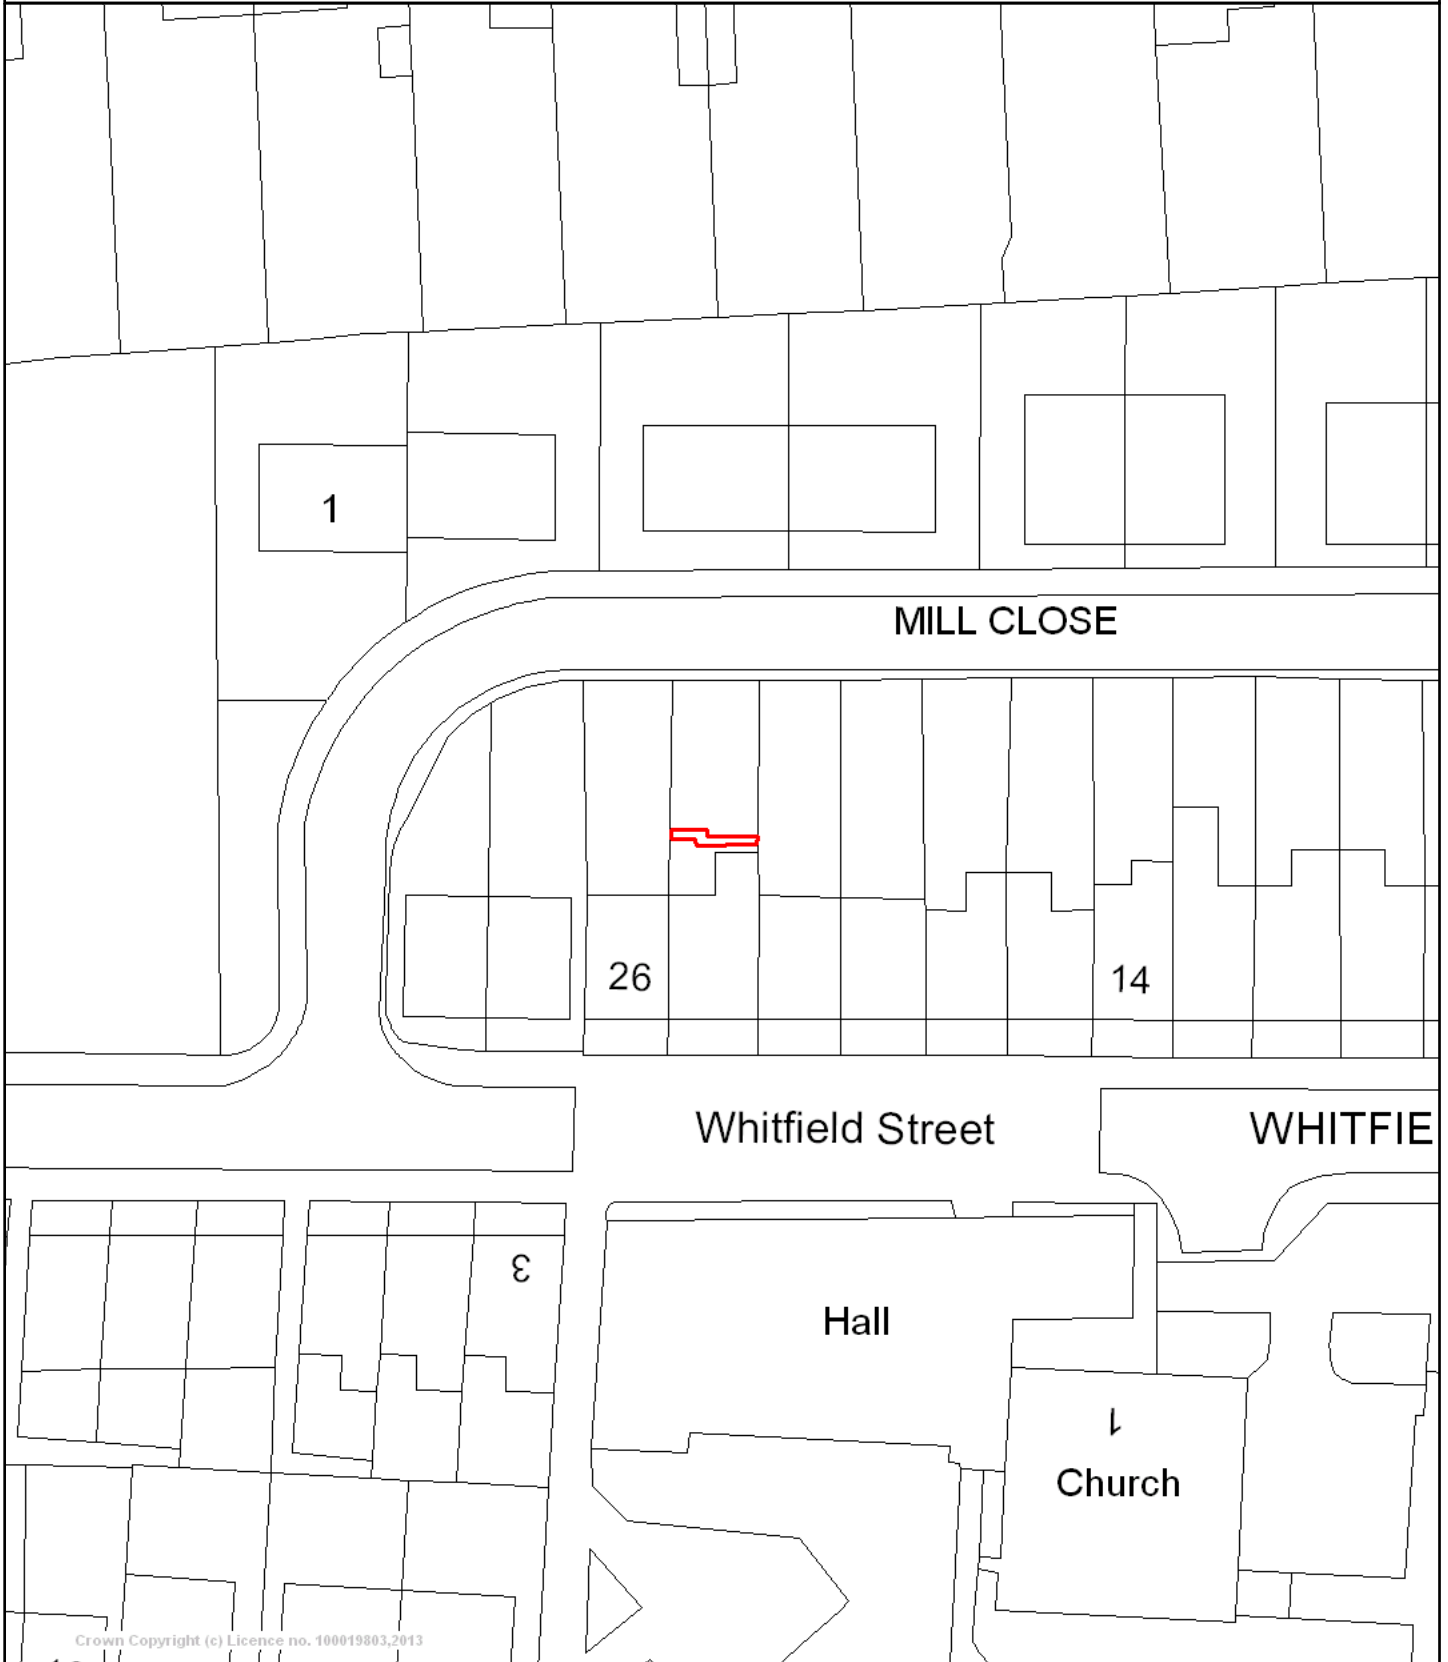 1
MILL CLOSE
26
14
Whitfield Street
WHITFIE
3
Hall
1
Church
Crown Copyright (c) Licence no. 100019803,2013